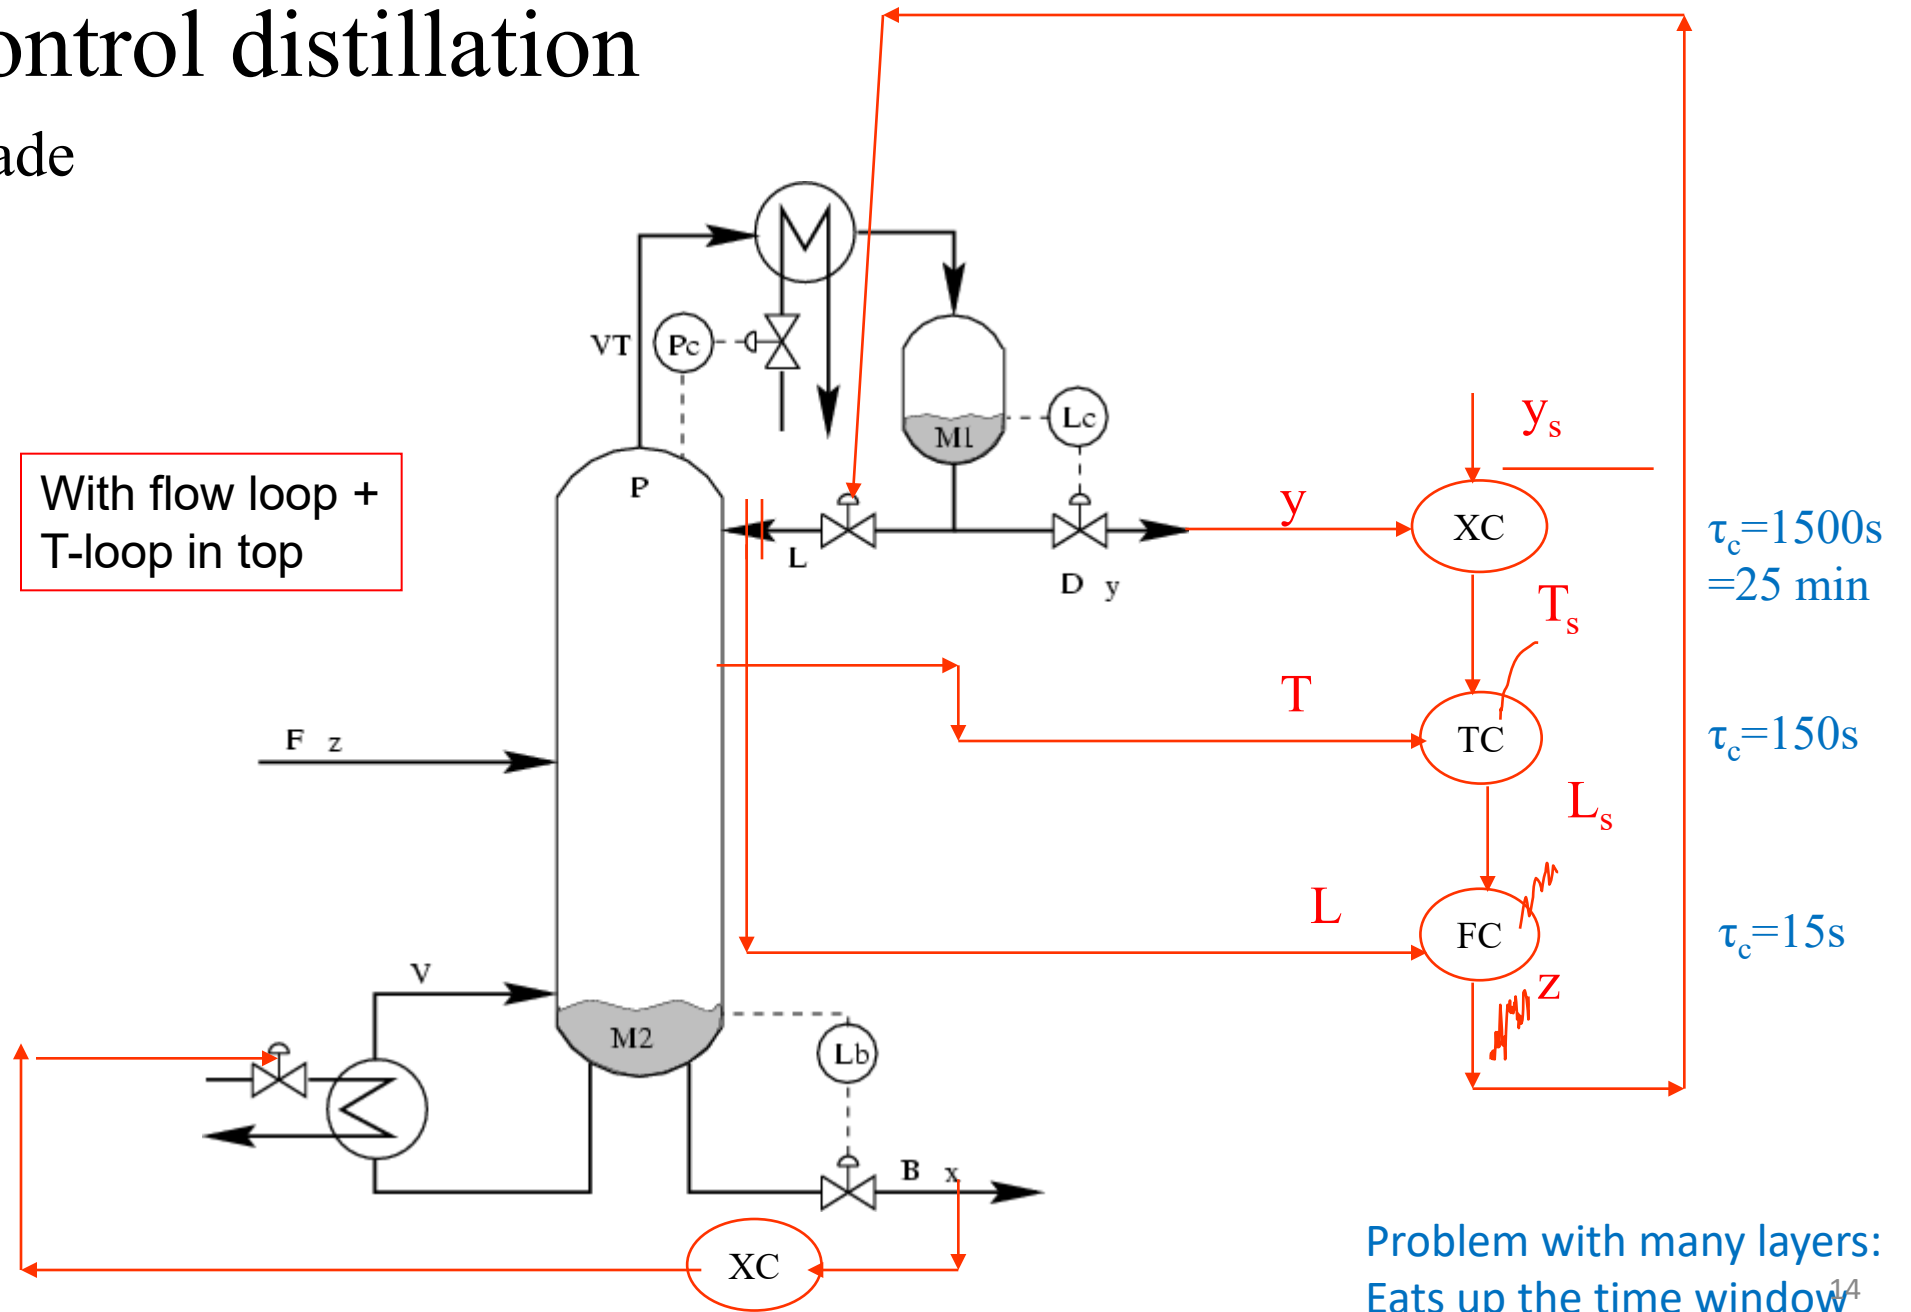 ontrol distillation
ade
VT
Pc
M1
Lc
y
s
With flow loop +
T-loop in top
P
L
D y
y
XC
τc=1500s
=25 min
Ts
F z
T
TC
τc=150s
Ls
L
FC
τc=15s
z
V
M2
Lb
B x
XC
Problem with many layers:
Eats up the time window
14